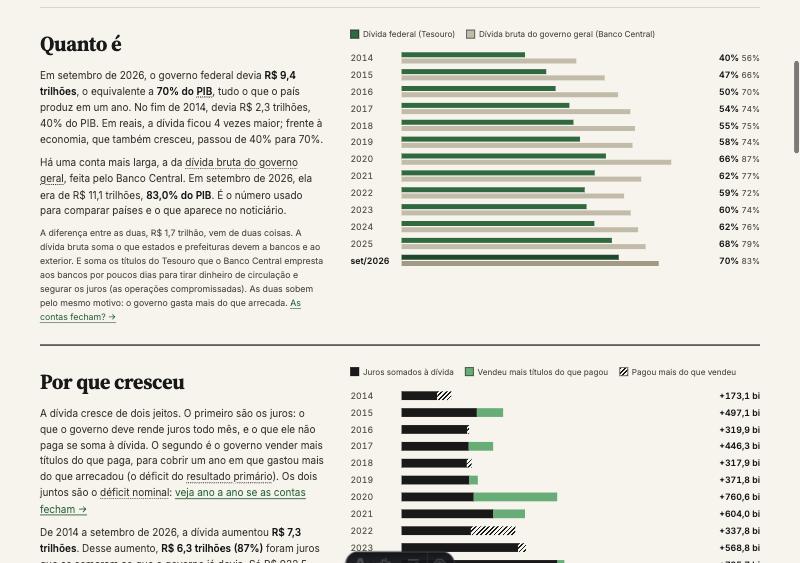 Quanto é
Em setembro de 2026, o governo federal devia R$ 9,4
trilhões, o equivalente a 70% do PIB, tudo o que o país
produz em um ano. No fim de 2014, devia R$ 2,3 trilhões,
40% do PIB. Em reais, a dívida ficou 4 vezes maior; frente à
economia, que também cresceu, passou de 40% para 70%.
Há uma conta mais larga, a da dívida bruta do governo
geral, feita pelo Banco Central. Em setembro de 2026, ela
era de R$ 11,1 trilhões, 83,0% do PIB. É o número usado
para comparar países e o que aparece no noticiário.
A diferença entre as duas, R$ 1,7 trilhão, vem de duas coisas. A
dívida bruta soma o que estados e prefeituras devem a bancos e ao
exterior. E soma os títulos do Tesouro que o Banco Central empresta
aos bancos por poucos dias para tirar dinheiro de circulação e
segurar os juros (as operações compromissadas). As duas sobem
pelo mesmo motivo: o governo gasta mais do que arrecada. As
contas fecham? →
Dívida federal (Tesouro) Dívida bruta do governo geral (Banco Central)
2014 40% 56%
2015 47% 66%
2016 50% 70%
2017 54% 74%
2018 55% 75%
2019 58% 74%
2020 66% 87%
2021 62% 77%
2022 59% 72%
2023 60% 74%
2024 62% 76%
2025 68% 79%
set/2026 70% 83%
Por que cresceu
A dívida cresce de dois jeitos. O primeiro são os juros: o
que o governo deve rende juros todo mês, e o que ele não
paga se soma à dívida. O segundo é o governo vender mais
títulos do que paga, para cobrir um ano em que gastou mais
do que arrecadou (o déficit do resultado primário). Os dois
juntos são o déficit nominal: veja ano a ano se as contas
fecham →
De 2014 a setembro de 2026, a dívida aumentou R$ 7,3
trilhões. Desse aumento, R$ 6,3 trilhões (87%) foram juros
Juros somados à dívida Vendeu mais títulos do que pagou Pagou mais do que vendeu
2014 +173,1 bi
2015 +497,1 bi
2016 +319,9 bi
2017 +446,3 bi
2018 +317,9 bi
2019 +371,8 bi
2020 +760,6 bi
2021 +604,0 bi
2022 +337,8 bi
2023 +568,8 bi